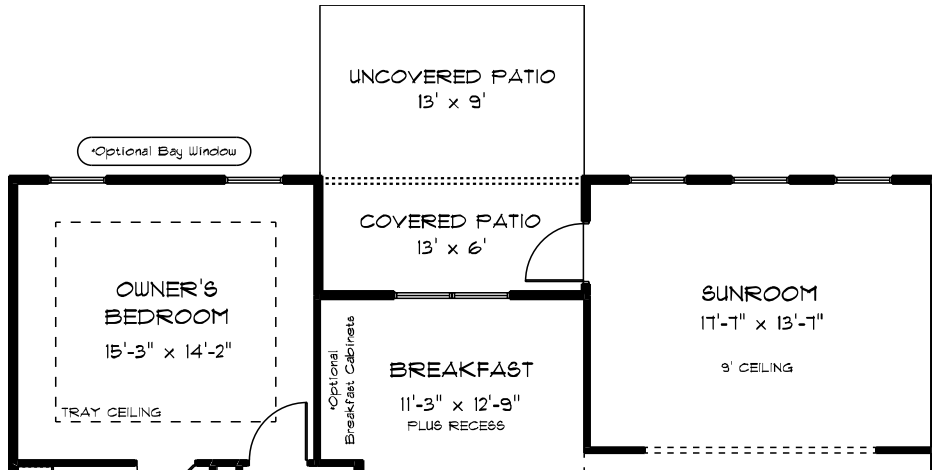 UNCOVERED PATIO
13' x 9'
*Optional Bay Window
COVERED PATIO
13' x 6'
OWNER'S
BEDROOM
15'-3" x 14'-2"
TRAY CEILING
*Optional
Breakfast Cabinets
BREAKFAST
11'-3" x 12'-9"
PLUS RECESS
SUNROOM
17'-7" x 13'-7"
9' CEILING